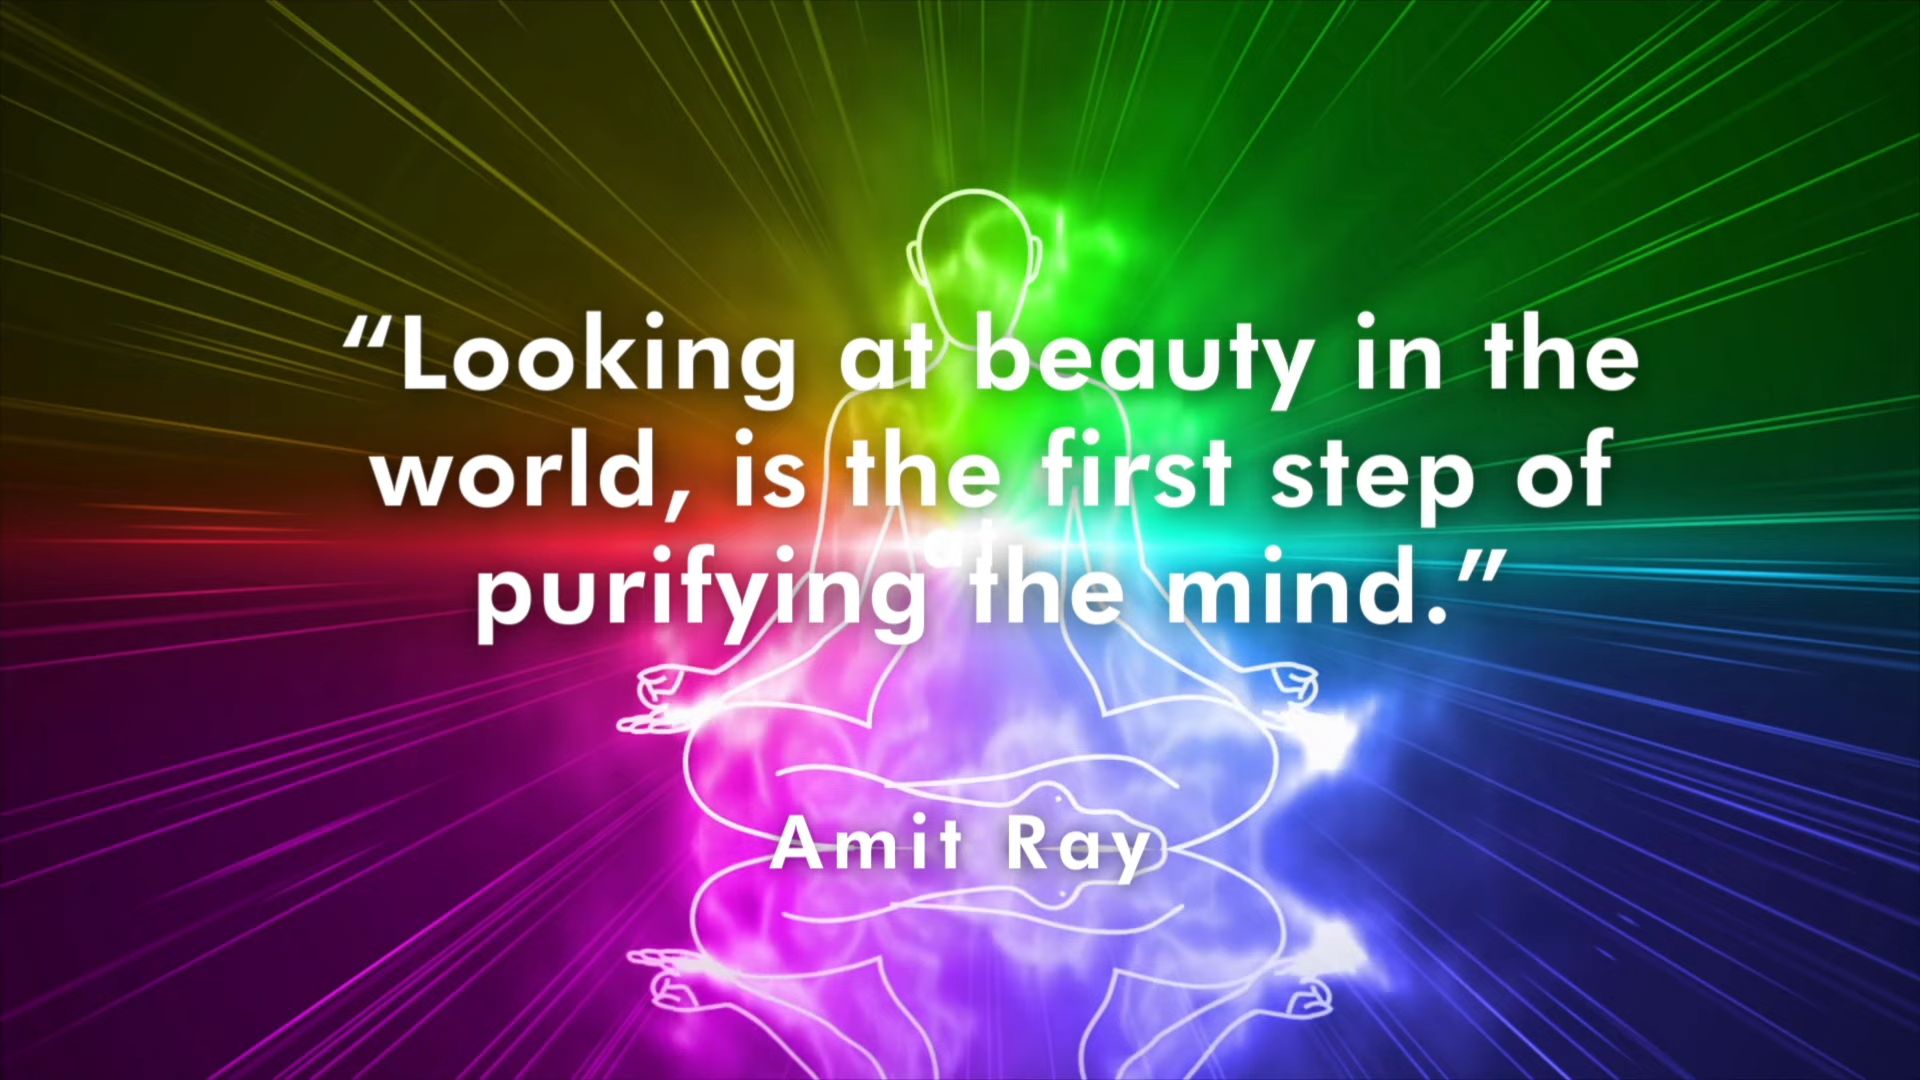 “Looking at beauty in the
world, is the first step of
purifying the mind.”
Amit Ray